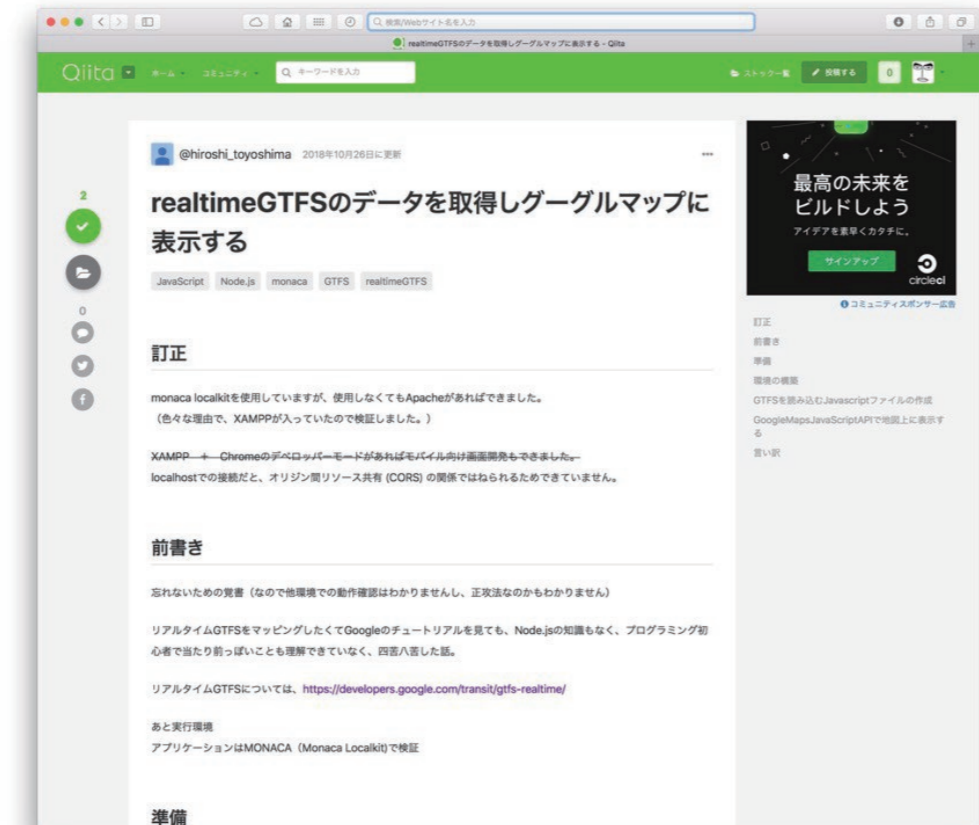 検索/Webサイト名を入力
realtimeGTFSのデータを取得しグーグルマップに表示する - Qiita
Qiita
ホーム
コミュニティ
キーワードを入力
ストック一覧
投稿する
0
@hiroshi_toyoshima 2018年10月26日に更新
2
realtimeGTFSのデータを取得しグーグルマップに
表示する
JavaScript Node.js monaca GTFS realtimeGTFS
0
訂正
monaca localkitを使用していますが、使用しなくてもApacheがあればできました。
(色々な理由で、XAMPPが入っていたので検証しました。)
XAMPP + Chromeのデベロッパーモードがあればモバイル向け画面開発もできました。
localhostでの接続だと、オリジン間リソース共有 (CORS) の関係ではねられるためできていません。
前書き
忘れないための覚書(なので他環境での動作確認はわかりませんし、正攻法なのかもわかりません)
リアルタイムGTFSをマッピングしたくてGoogleのチュートリアルを見ても、Node.jsの知識もなく、プログラミング初
心者で当たり前っぽいことも理解できていなく、四苦八苦した話。
リアルタイムGTFSについては、https://developers.google.com/transit/gtfs-realtime/
あと実行環境
アプリケーションはMONACA(Monaca Localkit)で検証
準備
最高の未来を
ビルドしよう
アイデアを素早くカタチに。
サインアップ
circleci
コミュニティスポンサー広告
訂正
前書き
準備
環境の構築
GTFSを読み込むJavascriptファイルの作成
GoogleMapsJavaScriptAPIで地図上に表示す
る
言い訳